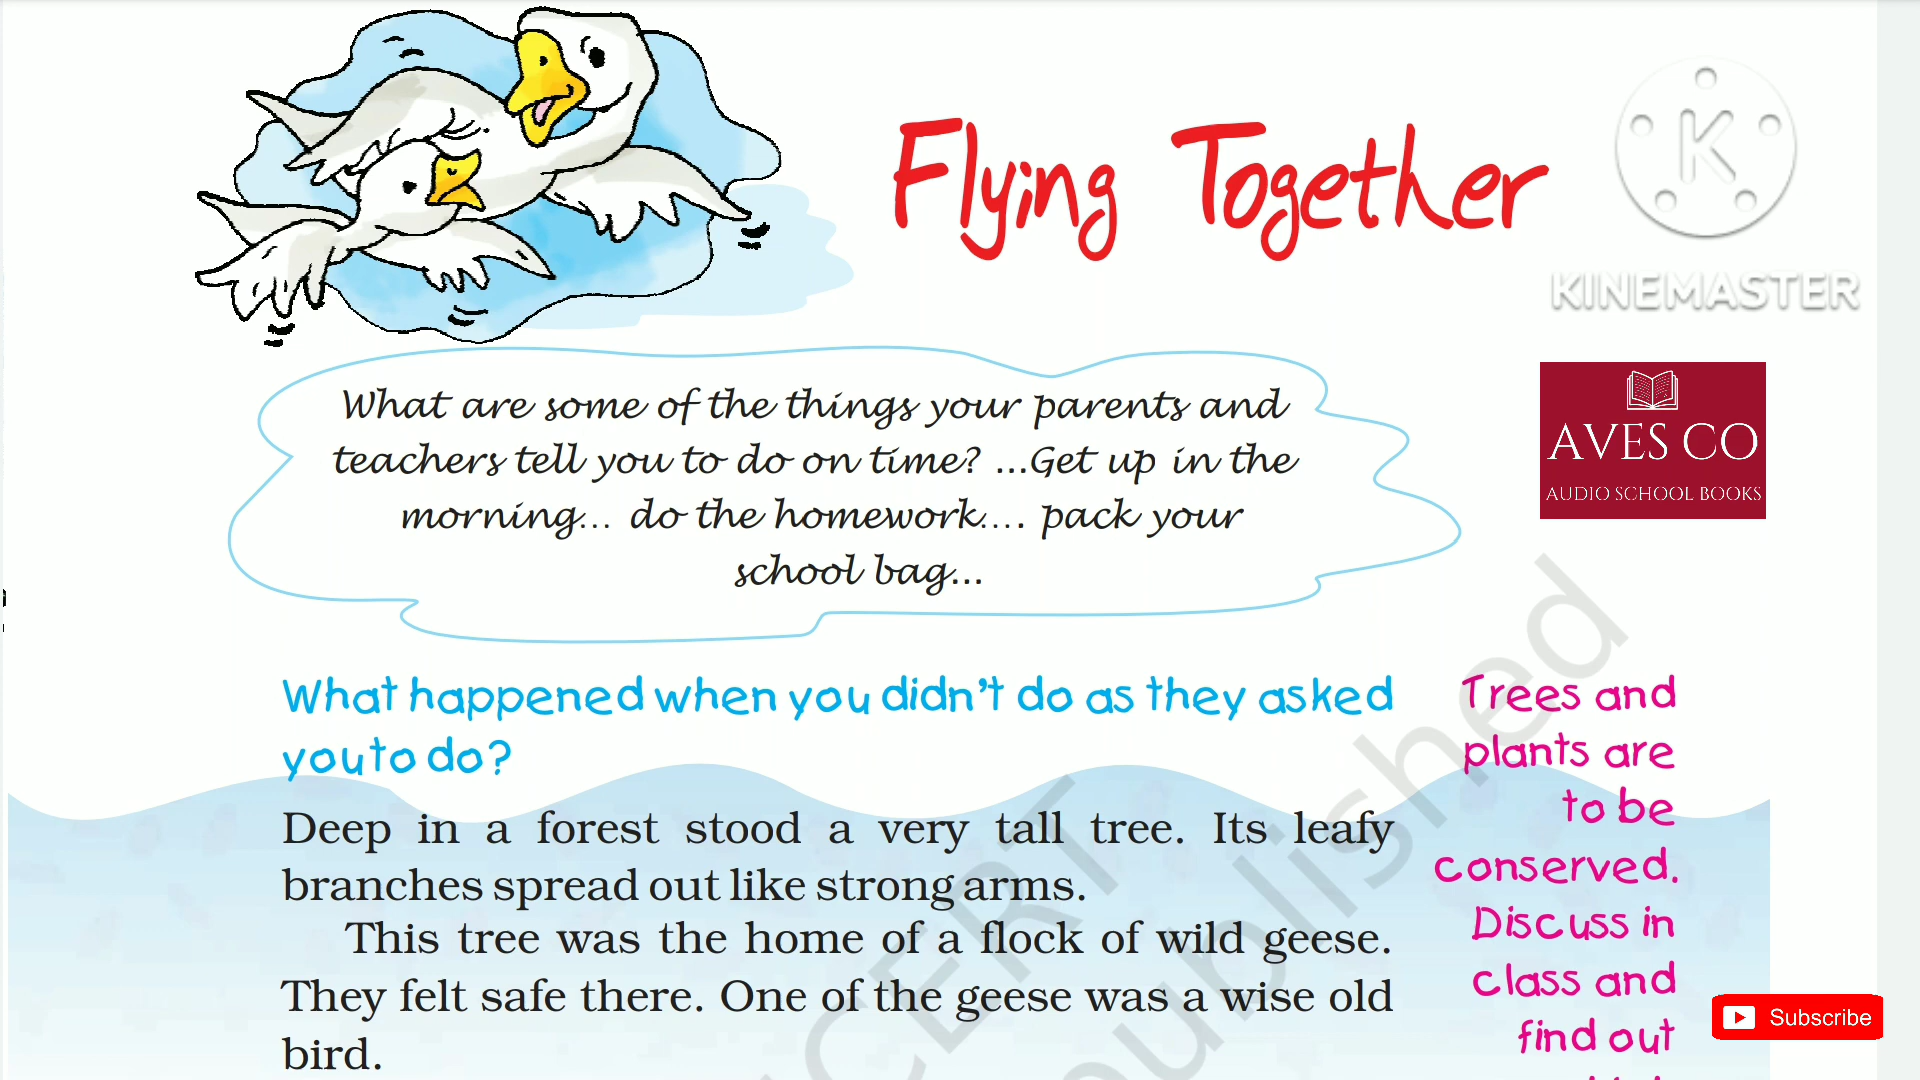 Flying Together
KINEMASTER
What are some of the things your parents and
teachers tell you to do on time? ...Get up in the
morning... do the homework.... pack your
school bag...
AVES CO
AUDIO SCHOOL BOOKS
What happened when you didn't do as they asked
you to do?
Deep in a forest stood a very tall tree. Its leafy
branches spread out like strong arms.
This tree was the home of a flock of wild geese.
They felt safe there. One of the geese was a wise old
bird.
Trees and
plants are
to be
conserved.
Discuss in
class and
find out
Subscribe